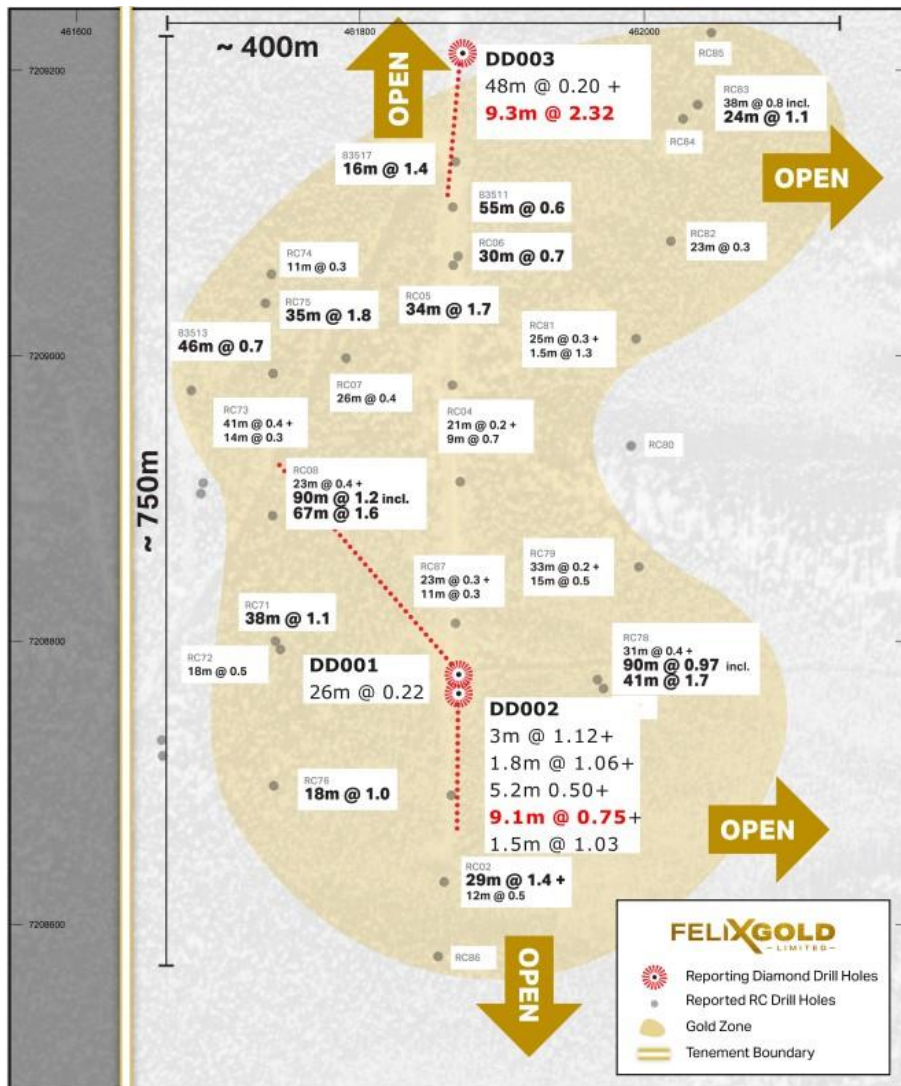 461600
461800
462000
7209200
7209000
7208800
7208600
~ 400m
~ 750m
OPEN
OPEN
OPEN
OPEN
DD003
48m @ 0.20 +
9.3m @ 2.32
RC85
RC83
38m @ 0.8 incl.
24m @ 1.1
RC84
83517
16m @ 1.4
83511
55m @ 0.6
RC06
30m @ 0.7
RC82
23m @ 0.3
RC74
11m @ 0.3
RC75
35m @ 1.8
RC05
34m @ 1.7
RC81
25m @ 0.3 +
1.5m @ 1.3
83513
46m @ 0.7
RC07
26m @ 0.4
RC73
41m @ 0.4 +
14m @ 0.3
RC04
21m @ 0.2 +
9m @ 0.7
RC80
RC08
23m @ 0.4 +
90m @ 1.2 incl.
67m @ 1.6
RC87
23m @ 0.3 +
11m @ 0.3
RC79
33m @ 0.2 +
15m @ 0.5
RC71
38m @ 1.1
RC72
18m @ 0.5
RC78
31m @ 0.4 +
90m @ 0.97 incl.
41m @ 1.7
DD001
26m @ 0.22
DD002
3m @ 1.12+
1.8m @ 1.06+
5.2m 0.50+
9.1m @ 0.75+
1.5m @ 1.03
RC76
18m @ 1.0
RC02
29m @ 1.4 +
12m @ 0.5
RC86
FELIXGOLD
LIMITED
Reporting Diamond Drill Holes
Reported RC Drill Holes
Gold Zone
Tenement Boundary